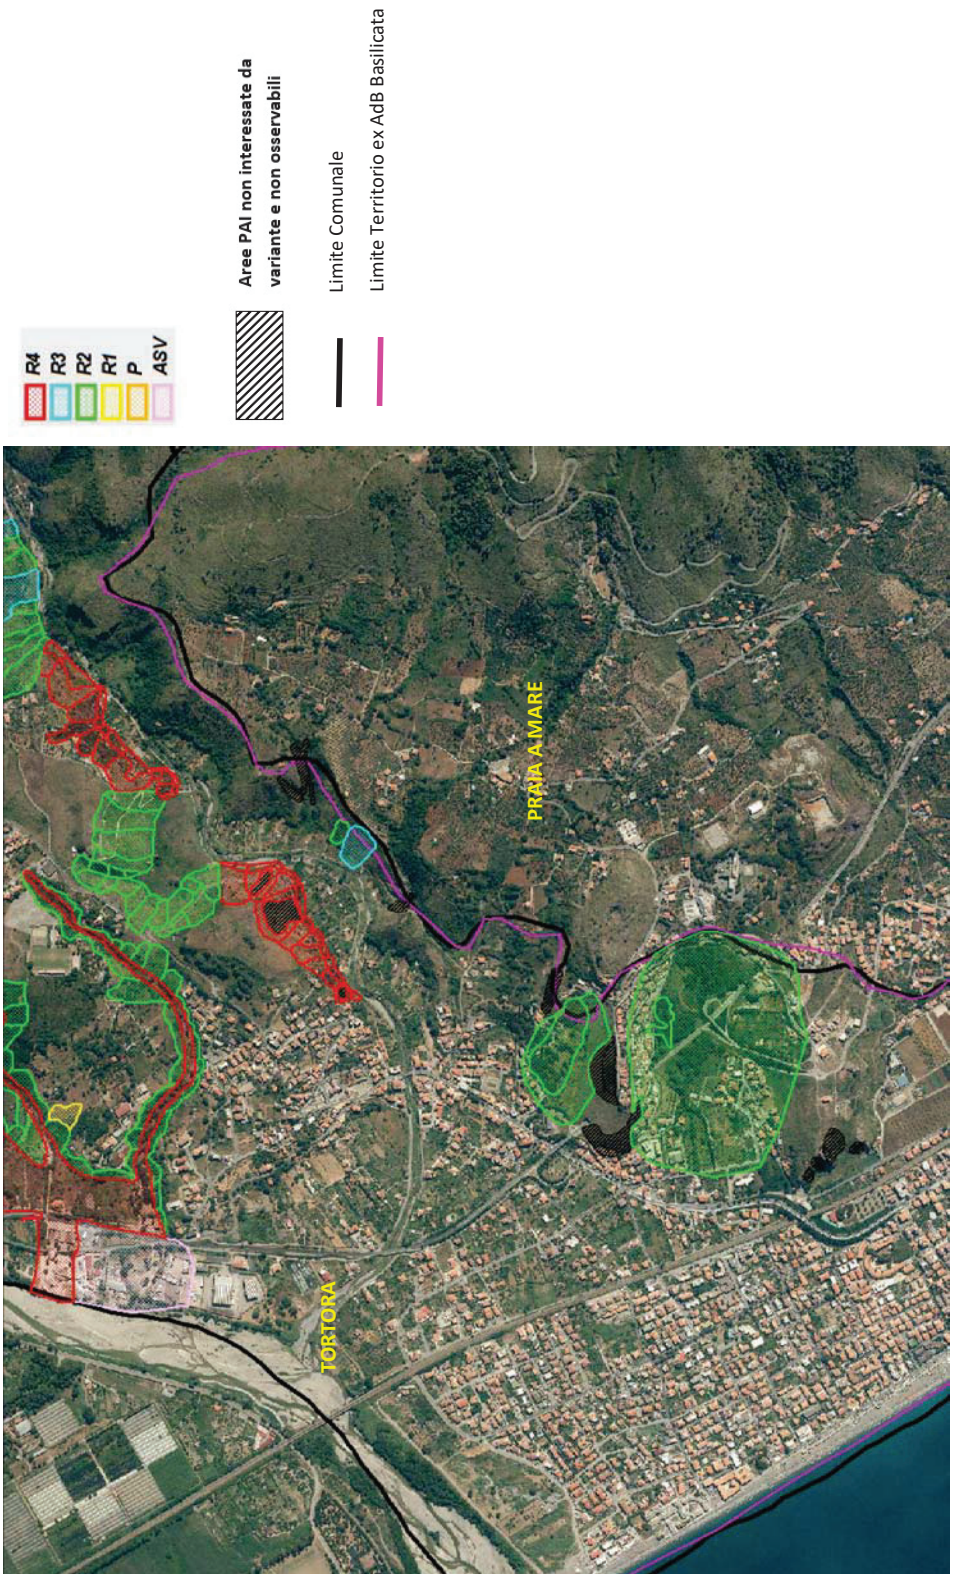 R4
R3
R2
R1
P
ASV
Aree PAI non interessate da
variante e non osservabili
Limite Comunale
Limite Territorio ex AdB Basilicata
PRAIA A MARE
TORTORA